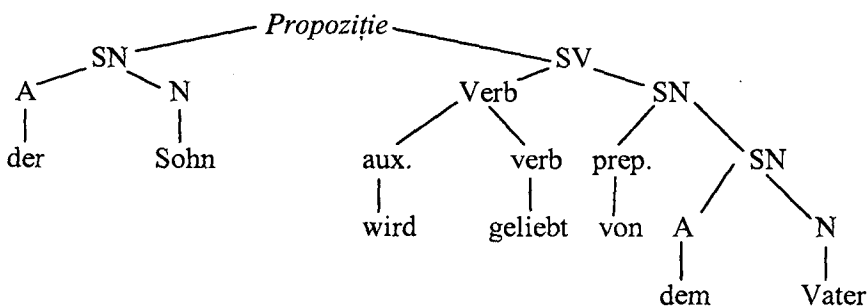 Propoziție
SN SV
A N Verb SN
der Sohn aux. verb prep. SN
wird geliebt von A N
dem Vater